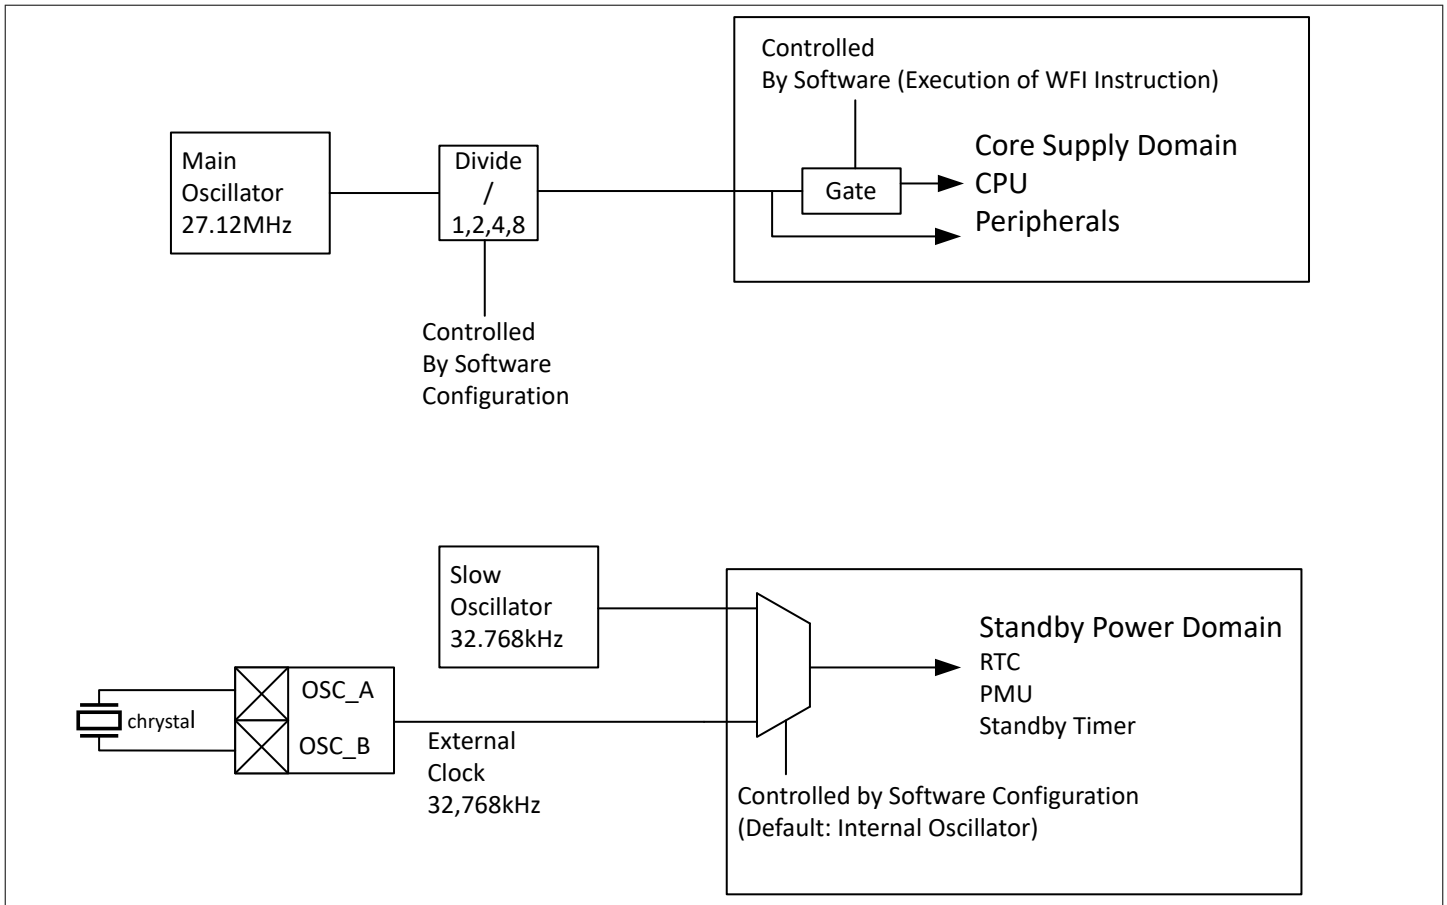 Controlled
By Software (Execution of WFI Instruction)
Main
Oscillator
27.12MHz
Divide
/
1,2,4,8
Gate
Core Supply Domain
CPU
Peripherals
Controlled
By Software
Configuration
Slow
Oscillator
32.768kHz
Standby Power Domain
RTC
PMU
Standby Timer
OSC_A
chrystal
OSC_B
External
Clock
32,768kHz
Controlled by Software Configuration
(Default: Internal Oscillator)